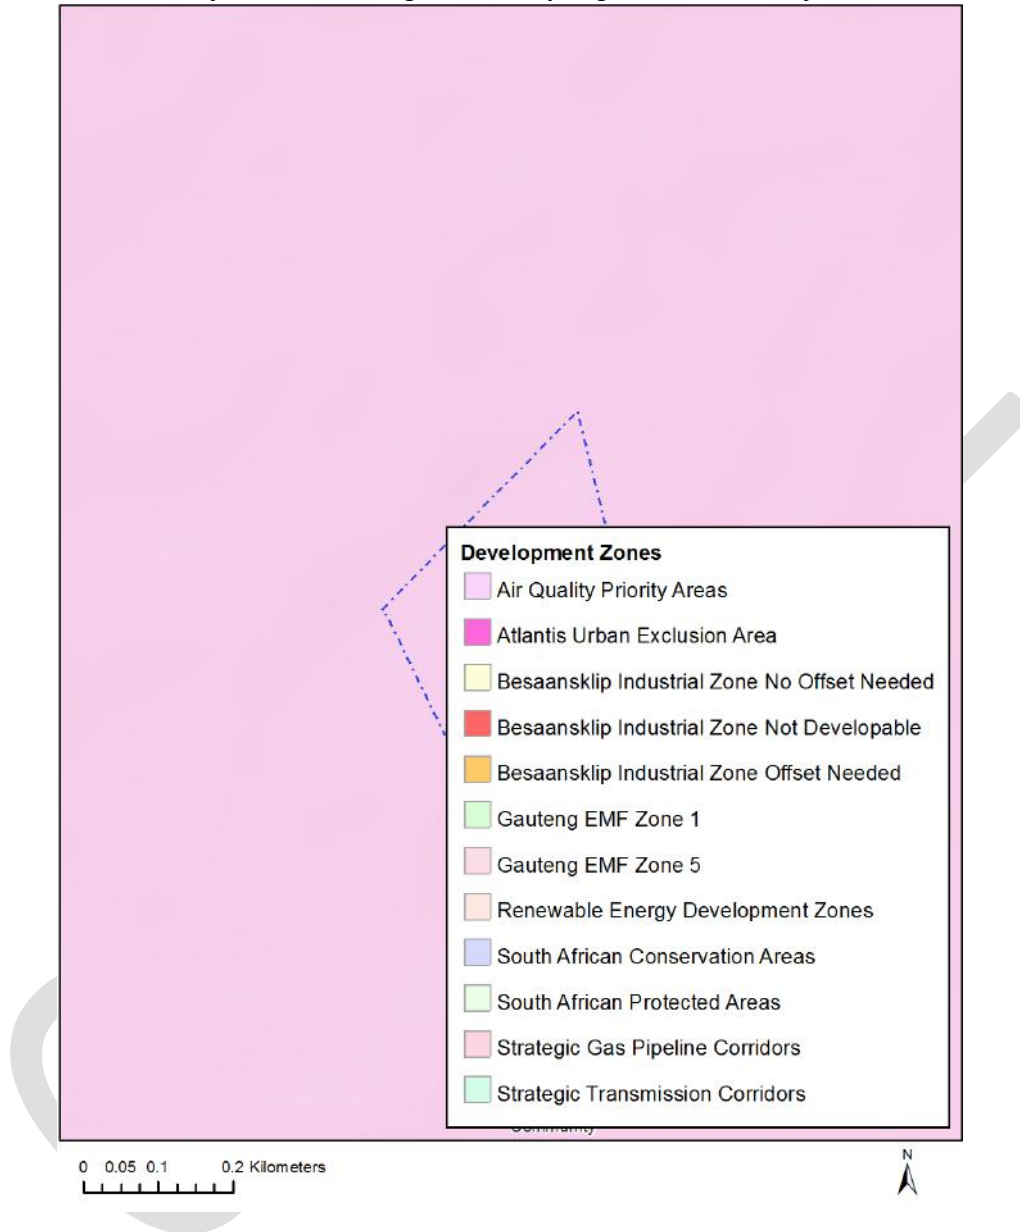 Development Zones
Air Quality Priority Areas
Atlantis Urban Exclusion Area
Besaansklip Industrial Zone No Offset Needed
Besaansklip Industrial Zone Not Developable
Besaansklip Industrial Zone Offset Needed
Gauteng EMF Zone 1
Gauteng EMF Zone 5
Renewable Energy Development Zones
South African Conservation Areas
South African Protected Areas
Strategic Gas Pipeline Corridors
Strategic Transmission Corridors
0 0.05 0.1 0.2 Kilometers
N